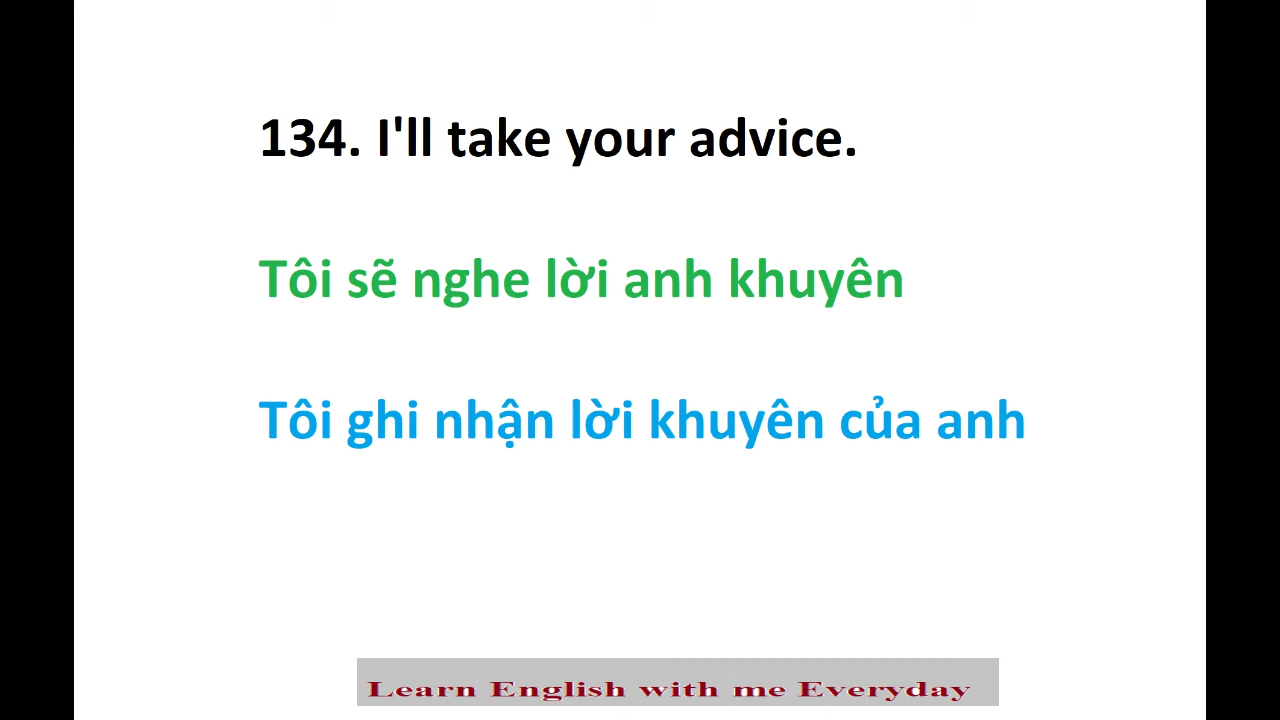 134. I'll take your advice.
Tôi sẽ nghe lời anh khuyên
Tôi ghi nhận lời khuyên của anh
Learn English with me Everyday